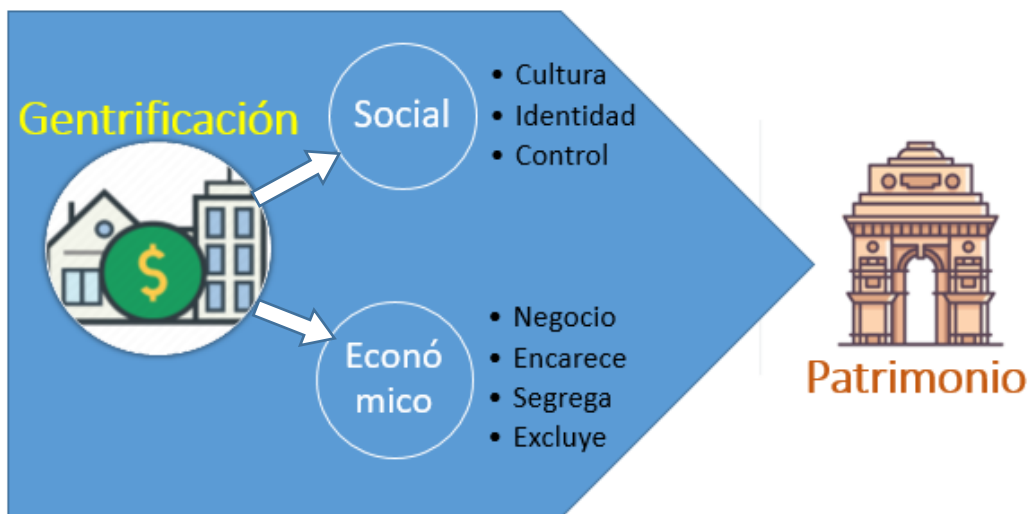 Gentrificación
$
Social
• Cultura
• Identidad
• Control
Econó
mico
• Negocio
• Encarece
• Segrega
• Excluye
Patrimonio